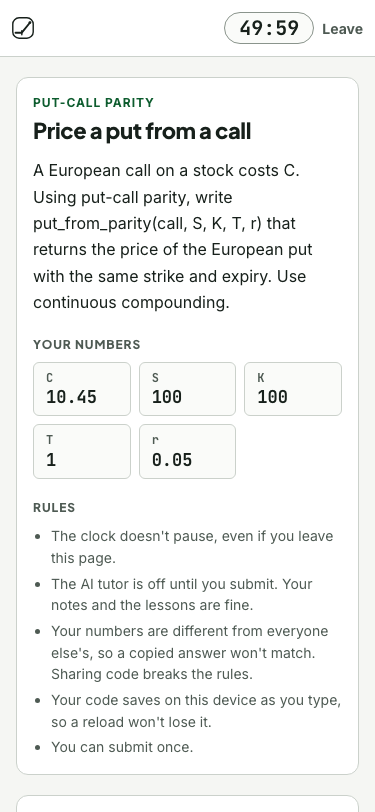 49:59
Leave
PUT-CALL PARITY
Price a put from a call
A European call on a stock costs C.
Using put-call parity, write
put_from_parity(call, S, K, T, r) that
returns the price of the European put
with the same strike and expiry. Use
continuous compounding.
YOUR NUMBERS
C
10.45
S
100
K
100
T
1
r
0.05
RULES
• The clock doesn't pause, even if you leave
this page.
• The AI tutor is off until you submit. Your
notes and the lessons are fine.
• Your numbers are different from everyone
else's, so a copied answer won't match.
Sharing code breaks the rules.
• Your code saves on this device as you type,
so a reload won't lose it.
• You can submit once.